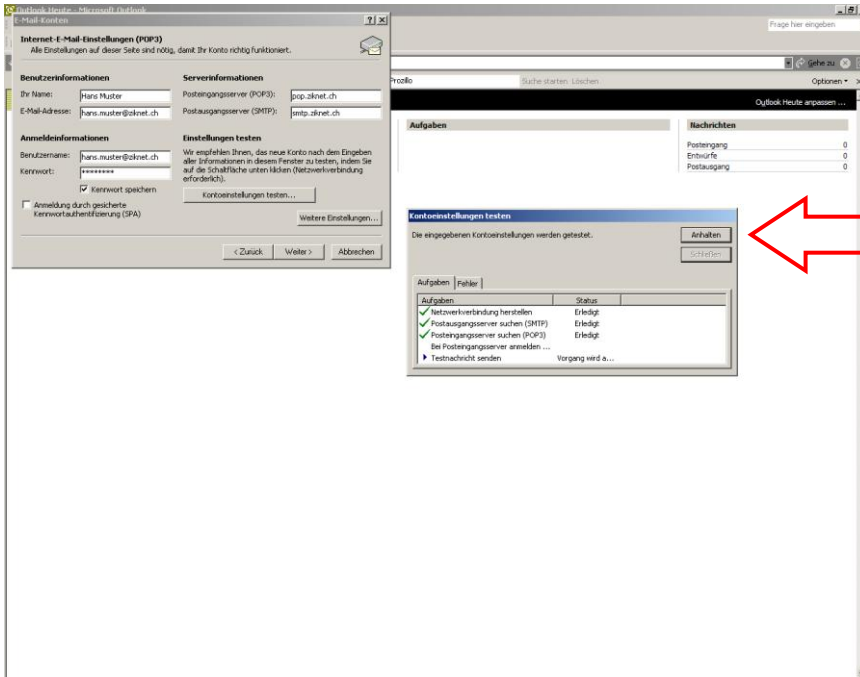 Outlook Heute - Microsoft Outlook
E-Mail-Konten
Internet-E-Mail-Einstellungen (POP3)
Alle Einstellungen auf dieser Seite sind nötig, damit Ihr Konto richtig funktioniert.
Benutzerinformationen
Ihr Name: Hans Muster
E-Mail-Adresse: hans.muster@ziknet.ch
Serverinformationen
Posteingangsserver (POP3): pop.ziknet.ch
Postausgangsserver (SMTP): smtp.ziknet.ch
Anmeldeinformationen
Benutzername: hans.muster@ziknet.ch
Kennwort: ********
Kennwort speichern
Anmeldung durch gesicherte
Kennwortauthentifizierung (SPA)
Einstellungen testen
Wir empfehlen Ihnen, das neue Konto nach dem Eingeben
aller Informationen in diesem Fenster zu testen, indem Sie
auf die Schaltfläche unten klicken (Netzwerkverbindung
erforderlich).
Kontoeinstellungen testen...
Weitere Einstellungen...
< Zurück Weiter > Abbrechen
Frage hier eingeben
Gehe zu
Prozilo Suche starten Löschen Optionen
Outlook Heute anpassen ...
Aufgaben
Nachrichten
Posteingang 0
Entwürfe 0
Postausgang 0
Kontoeinstellungen testen
Die eingegebenen Kontoeinstellungen werden getestet.
Anhalten
Schließen
Aufgaben Fehler
Aufgaben Status
Netzwerkverbindung herstellen Erledigt
Postausgangsserver suchen (SMTP) Erledigt
Posteingangsserver suchen (POP3) Erledigt
Bei Posteingangsserver anmelden ...
Testnachricht senden Vorgang wird a...